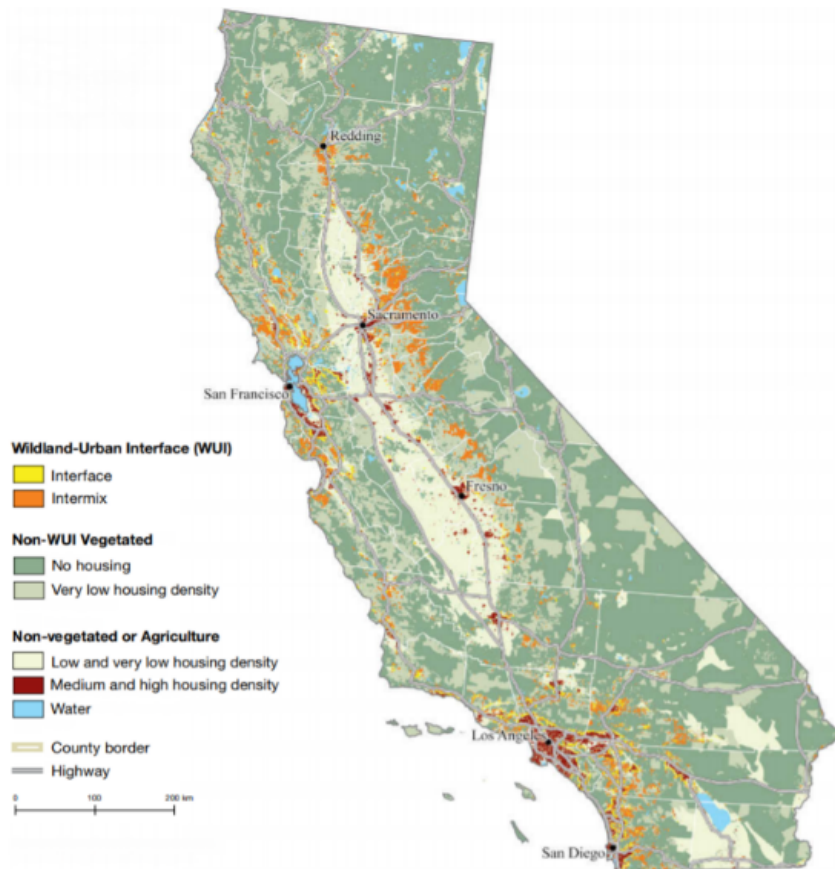 Redding
Sacramento
San Francisco
Fresno
Los Angeles
San Diego
Wildland-Urban Interface (WUI)
Interface
Intermix
Non-WUI Vegetated
No housing
Very low housing density
Non-vegetated or Agriculture
Low and very low housing density
Medium and high housing density
Water
County border
Highway
0 100 200 km